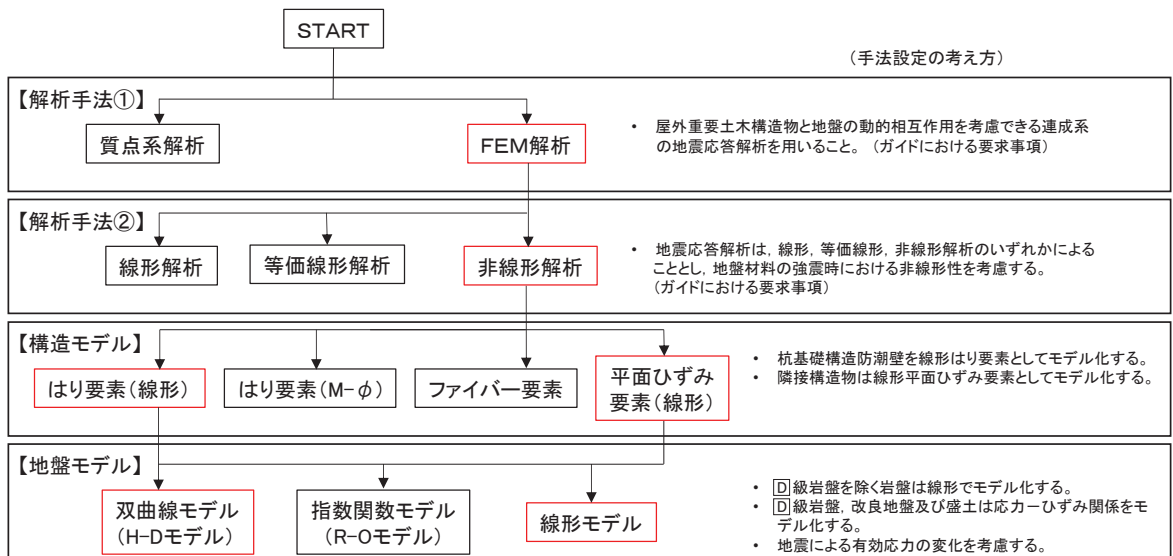 START
(手法設定の考え方)
【解析手法①】
質点系解析
FEM解析
・ 屋外重要土木構造物と地盤の動的相互作用を考慮できる連成系
の地震応答解析を用いること。（ガイドにおける要求事項）
【解析手法②】
線形解析
等価線形解析
非線形解析
・ 地震応答解析は，線形，等価線形，非線形解析のいずれかによる
こととし，地盤材料の強震時における非線形性を考慮する。
（ガイドにおける要求事項）
【構造モデル】
はり要素(線形)
はり要素(M-φ)
ファイバー要素
平面ひずみ
要素(線形)
・ 杭基礎構造防潮壁を線形はり要素としてモデル化する。
・ 隣接構造物は線形平面ひずみ要素としてモデル化する。
【地盤モデル】
双曲線モデル
(H-Dモデル)
指数関数モデル
(R-Oモデル)
線形モデル
・ D級岩盤を除く岩盤は線形でモデル化する。
・ D級岩盤，改良地盤及び盛土は応力ーひずみ関係をモ
デル化する。
・ 地震による有効応力の変化を考慮する。